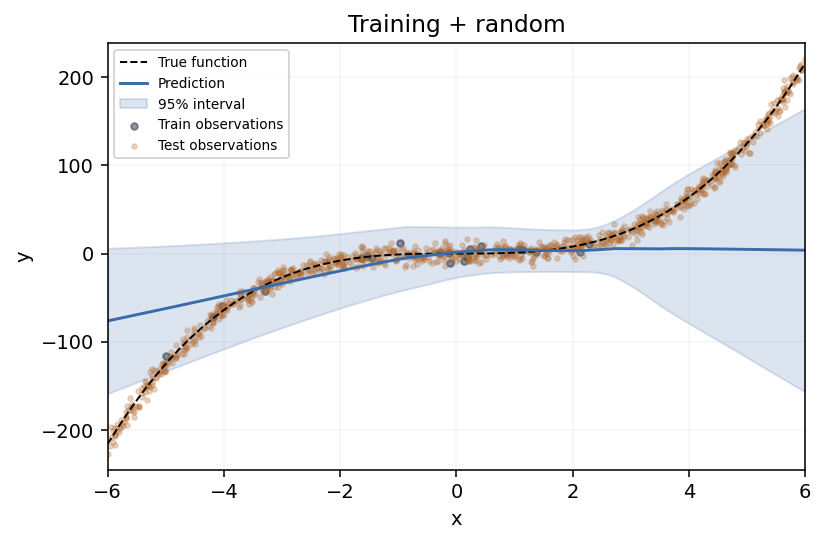 Training + random
True function
Prediction
95% interval
Train observations
Test observations
y
200
100
0
−100
−200
−6 −4 −2 0 2 4 6
x